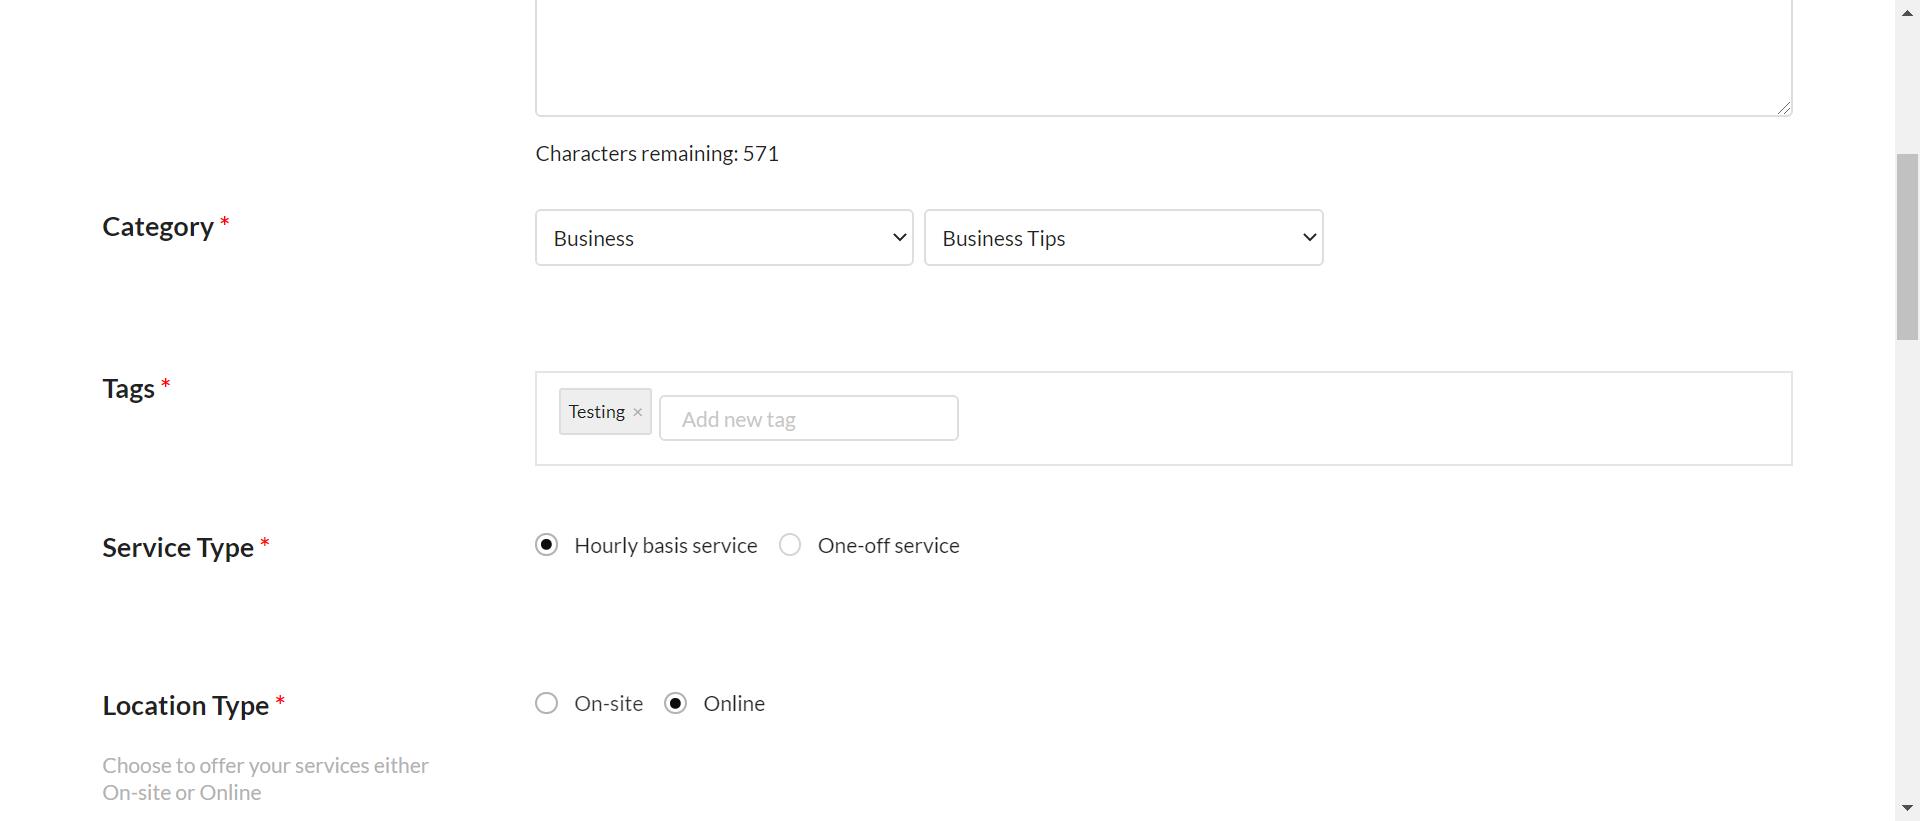 Characters remaining: 571
Category *
Business
Business Tips
Tags *
Testing ×
Add new tag
Service Type *
Hourly basis service
One-off service
Location Type *
On-site
Online
Choose to offer your services either
On-site or Online